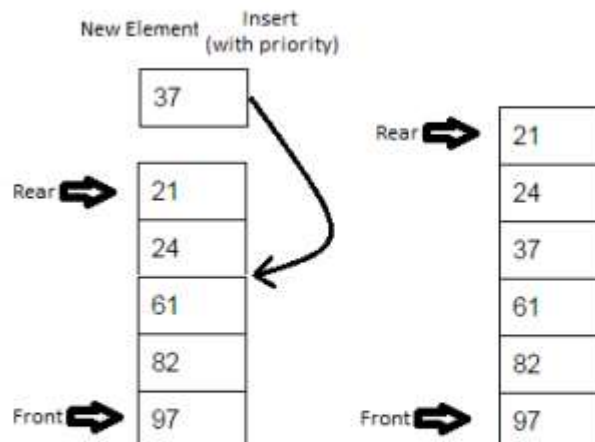 New Element
Insert
(with priority)
37
Rear
21
24
61
82
Front
97
Rear
21
24
37
61
82
Front
97